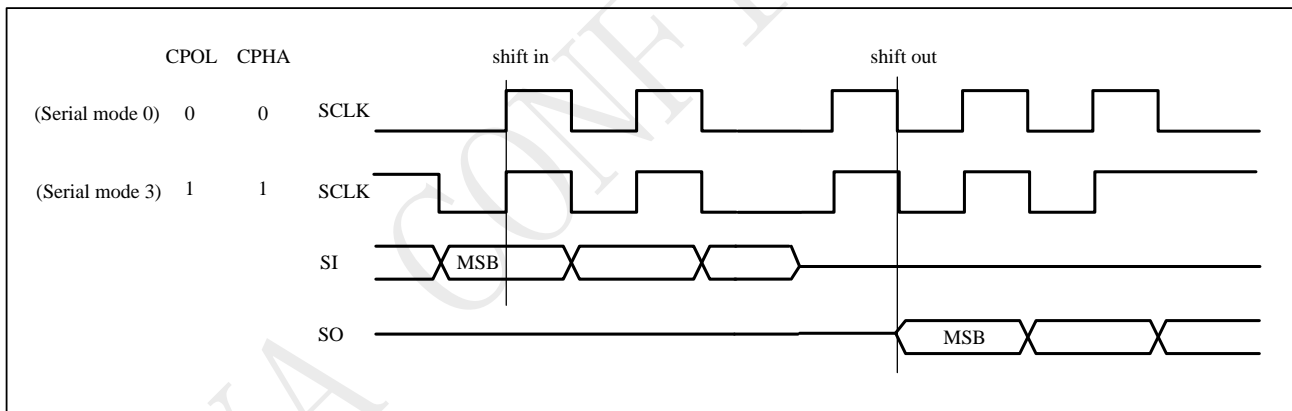 CPOL CPHA shift in shift out
(Serial mode 0) 0 0 SCLK
(Serial mode 3) 1 1 SCLK
SI MSB
SO MSB